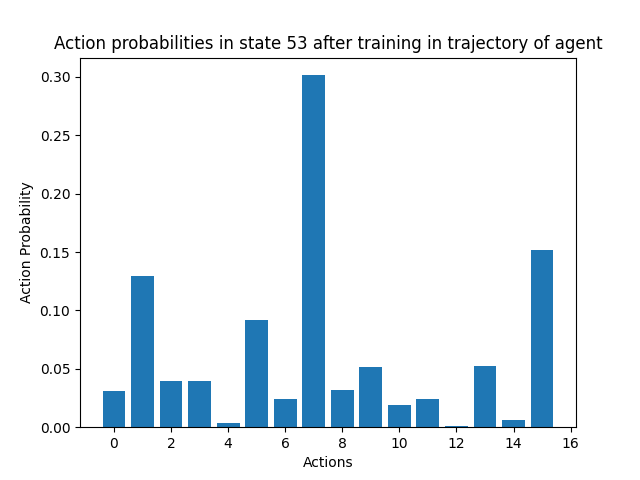 Action probabilities in state 53 after training in trajectory of agent
0.30
0.25
0.20
0.15
0.10
0.05
0.00
Action Probability
0 2 4 6 8 10 12 14 16
Actions